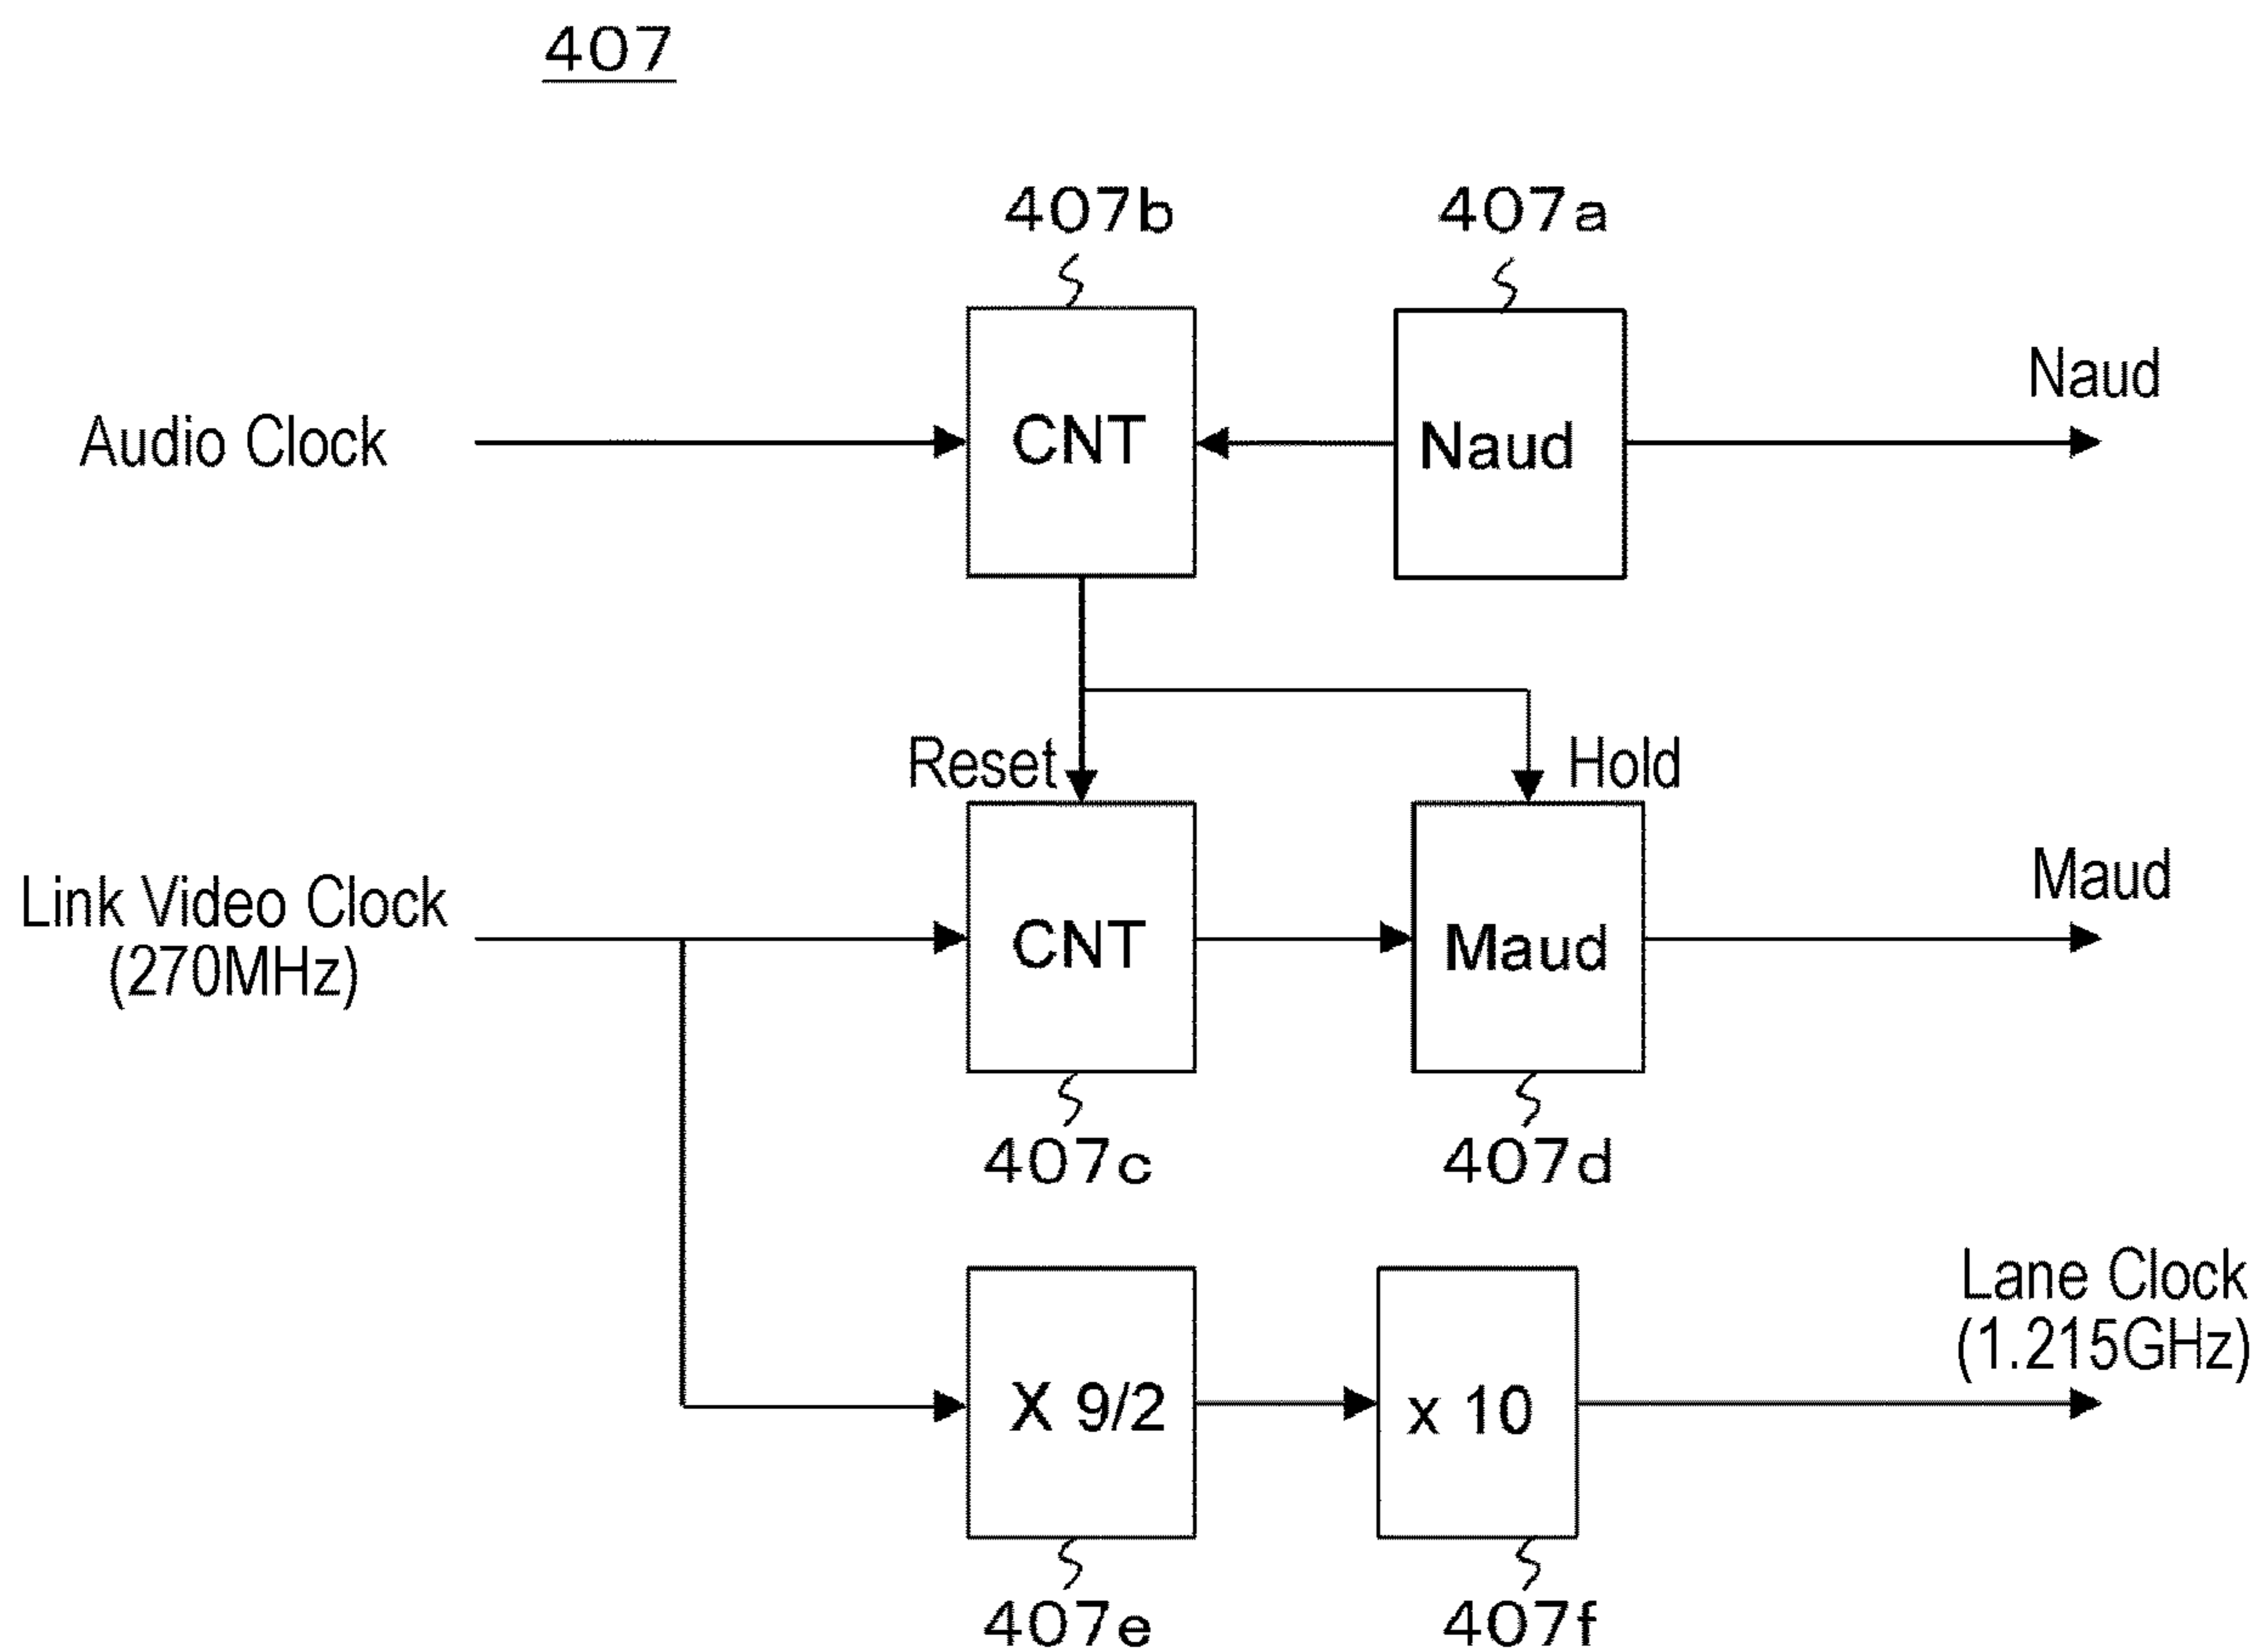 407
407b
407a
Naud
Audio Clock
CNT
Naud
Reset
Hold
Maud
Link Video Clock
(270MHz)
CNT
Maud
407c
407d
Lane Clock
(1.215GHz)
X 9/2
x 10
407e
407f